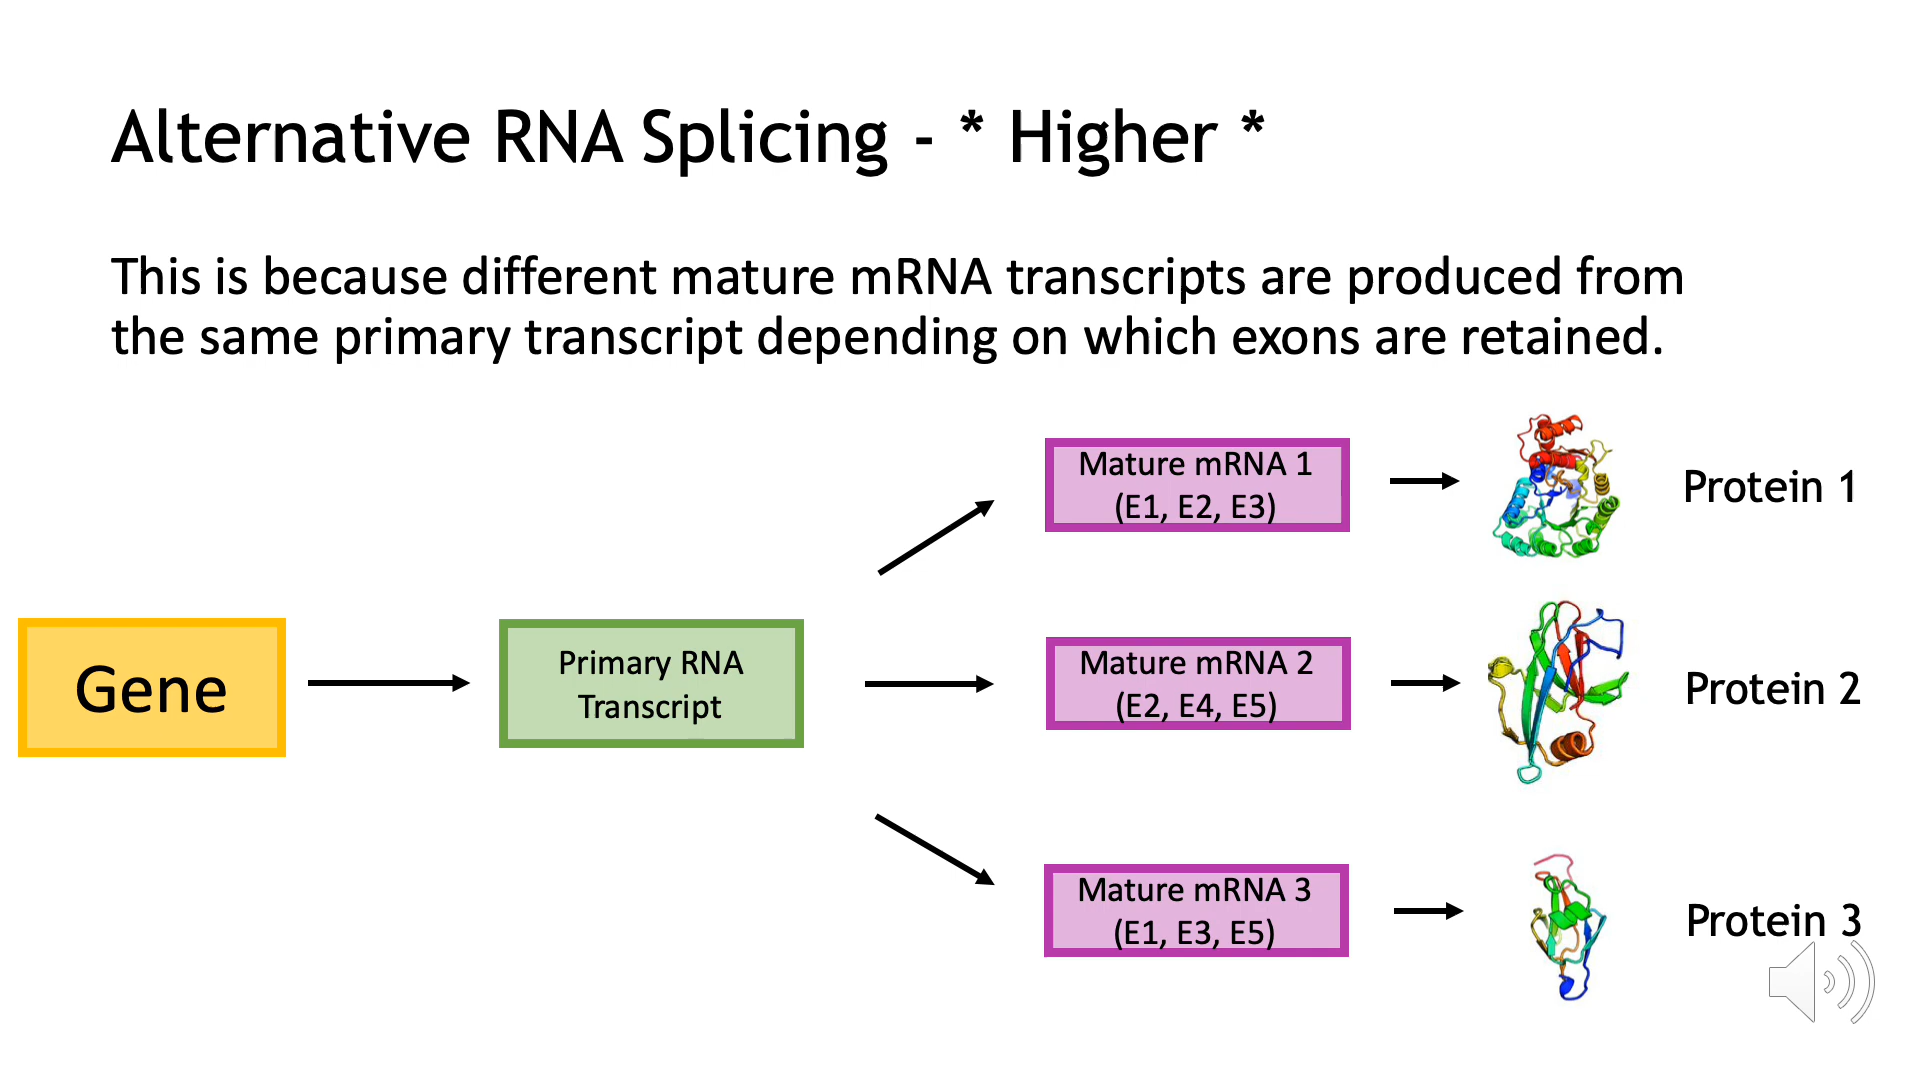 Alternative RNA Splicing - * Higher *
This is because different mature mRNA transcripts are produced from
the same primary transcript depending on which exons are retained.
Mature mRNA 1
(E1, E2, E3)
Protein 1
Gene
Primary RNA
Transcript
Mature mRNA 2
(E2, E4, E5)
Protein 2
Mature mRNA 3
(E1, E3, E5)
Protein 3